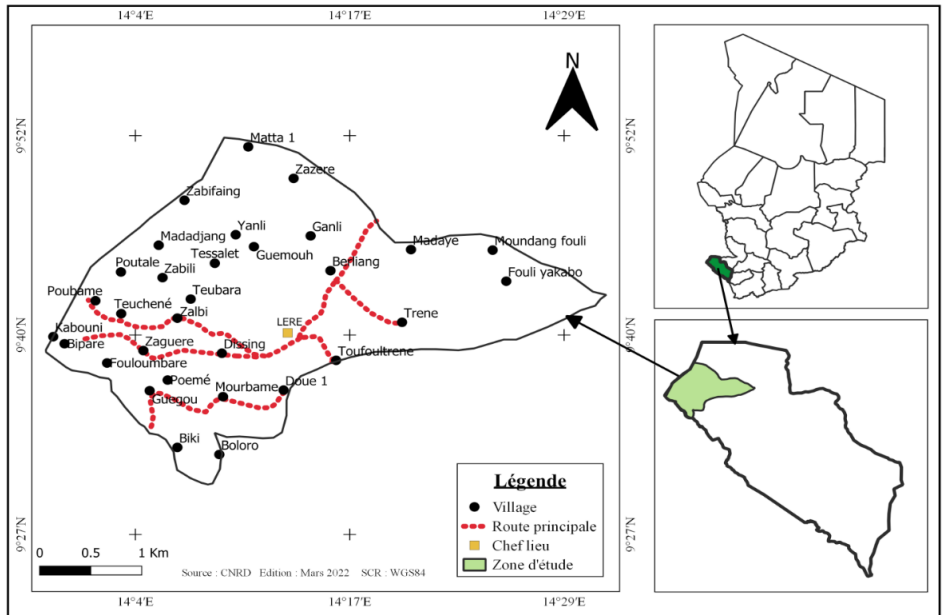 14°4'E 14°17'E 14°29'E
9°52'N 9°52'N
N
Matta 1
Zazere
Zabifaing
Yanli
Ganli
Madadjang
Guemouh
Madaye
Moundang fouli
Tessalet
Poutale
Zabili
Berliang
Fouli yakabo
Poubame
Teubara
Teuchené
Zalbi
LERE
Trene
9°40'N 9°40'N
Kabouni
Bipare
Zaguere
Dissing
Toufoultrene
Fouloumbare
Poemé
Mourbame
Doue 1
Guegou
Biki
Boloro
Légende
Village
Route principale
Chef lieu
Zone d'étude
9°27'N 9°27'N
0 0.5 1 Km
Source : CNRD Edition : Mars 2022 SCR : WGS84
14°4'E 14°17'E 14°29'E